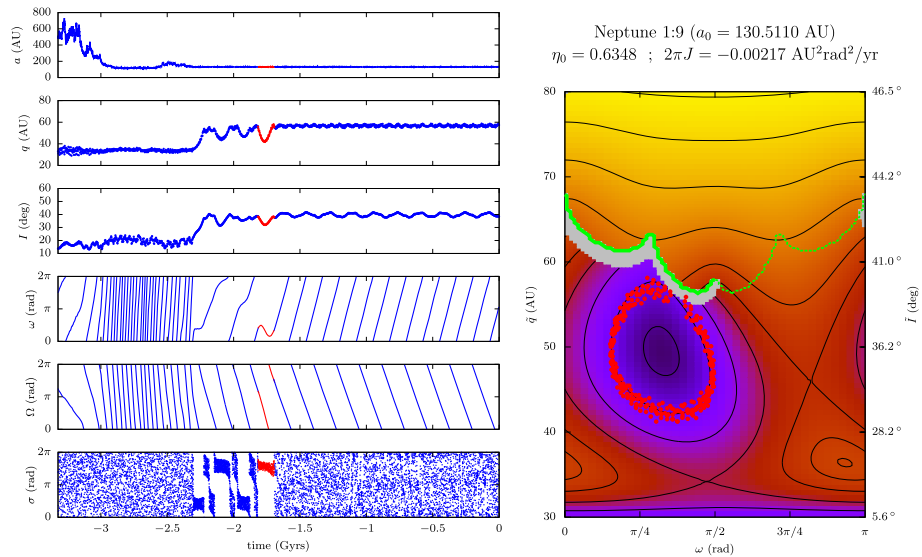 Neptune 1:9 (a₀ = 130.5110 AU)
η₀ = 0.6348 ; 2πJ = −0.00217 AU²rad²/yr
a (AU)
800
600
400
200
0
q (AU)
80
60
40
20
I (deg)
60
50
40
30
20
10
0
ω (rad)
2π
π
0
Ω (rad)
2π
π
0
σ (rad)
2π
π
0
−3 −2.5 −2 −1.5 −1 −0.5 0
time (Gyrs)
q̃ (AU)
80
70
60
50
40
30
46.5°
43.2°
41.0°
36.2°
28.2°
5.6°
Ĩ (deg)
0 π/4 π/2 3π/4 π
ω (rad)